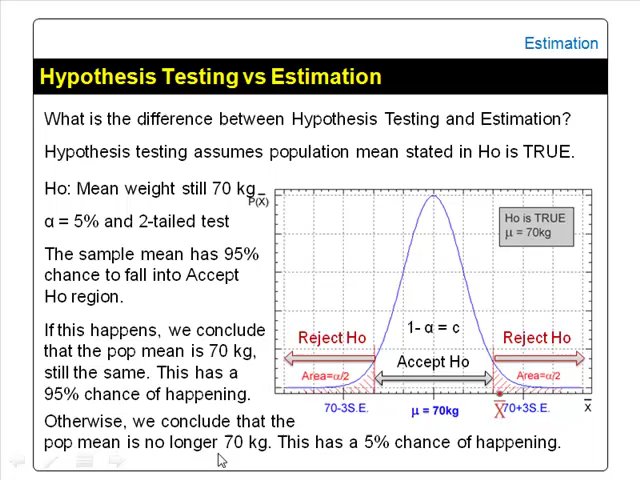 Estimation
Hypothesis Testing vs Estimation
What is the difference between Hypothesis Testing and Estimation?
Hypothesis testing assumes population mean stated in Ho is TRUE.
Ho: Mean weight still 70 kg
α = 5% and 2-tailed test
The sample mean has 95%
chance to fall into Accept
Ho region.
If this happens, we conclude
that the pop mean is 70 kg,
still the same. This has a
95% chance of happening.
Otherwise, we conclude that the
pop mean is no longer 70 kg. This has a 5% chance of happening.
P(X̅)
Ho is TRUE
μ = 70kg
1- α = c
Reject Ho
Accept Ho
Reject Ho
Area=α/2
Area=α/2
70-3S.E.
μ = 70kg
X̅
70+3S.E.
X̅